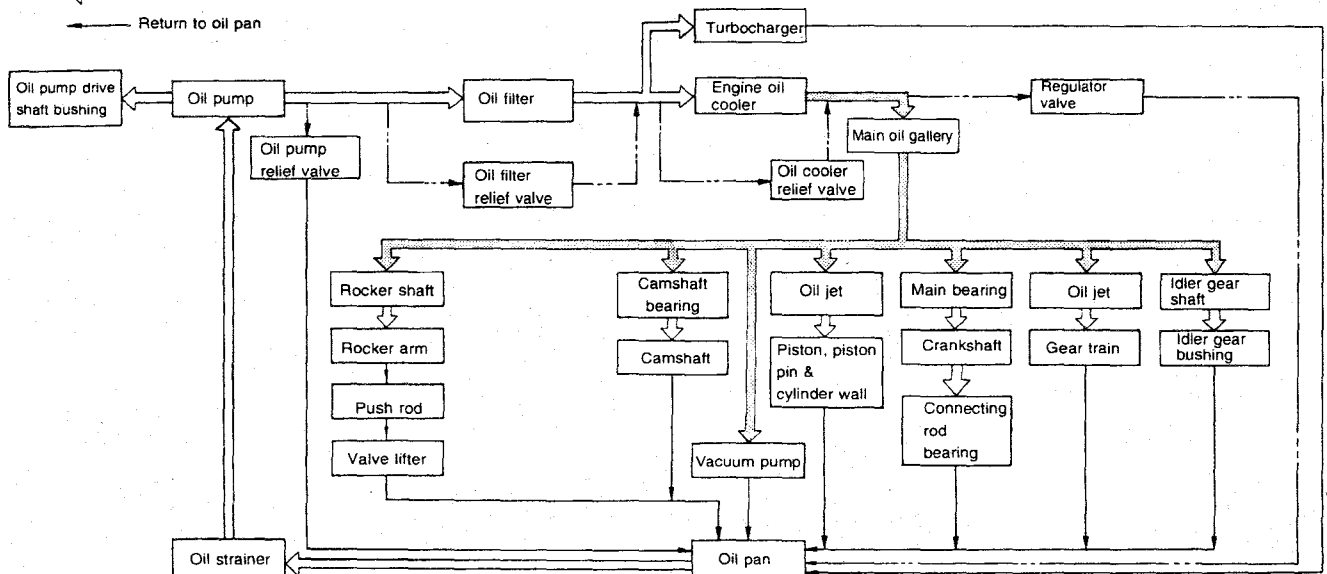 Return to oil pan
Turbocharger
Oil pump drive
shaft bushing
Oil pump
Oil filter
Engine oil
cooler
Regulator
valve
Main oil gallery
Oil pump
relief valve
Oil filter
relief valve
Oil cooler
relief valve
Rocker shaft
Camshaft
bearing
Oil jet
Main bearing
Oil jet
Idler gear
shaft
Rocker arm
Camshaft
Piston, piston
pin &
cylinder wall
Crankshaft
Gear train
Idler gear
bushing
Push rod
Connecting
rod
bearing
Valve lifter
Vacuum pump
Oil strainer
Oil pan